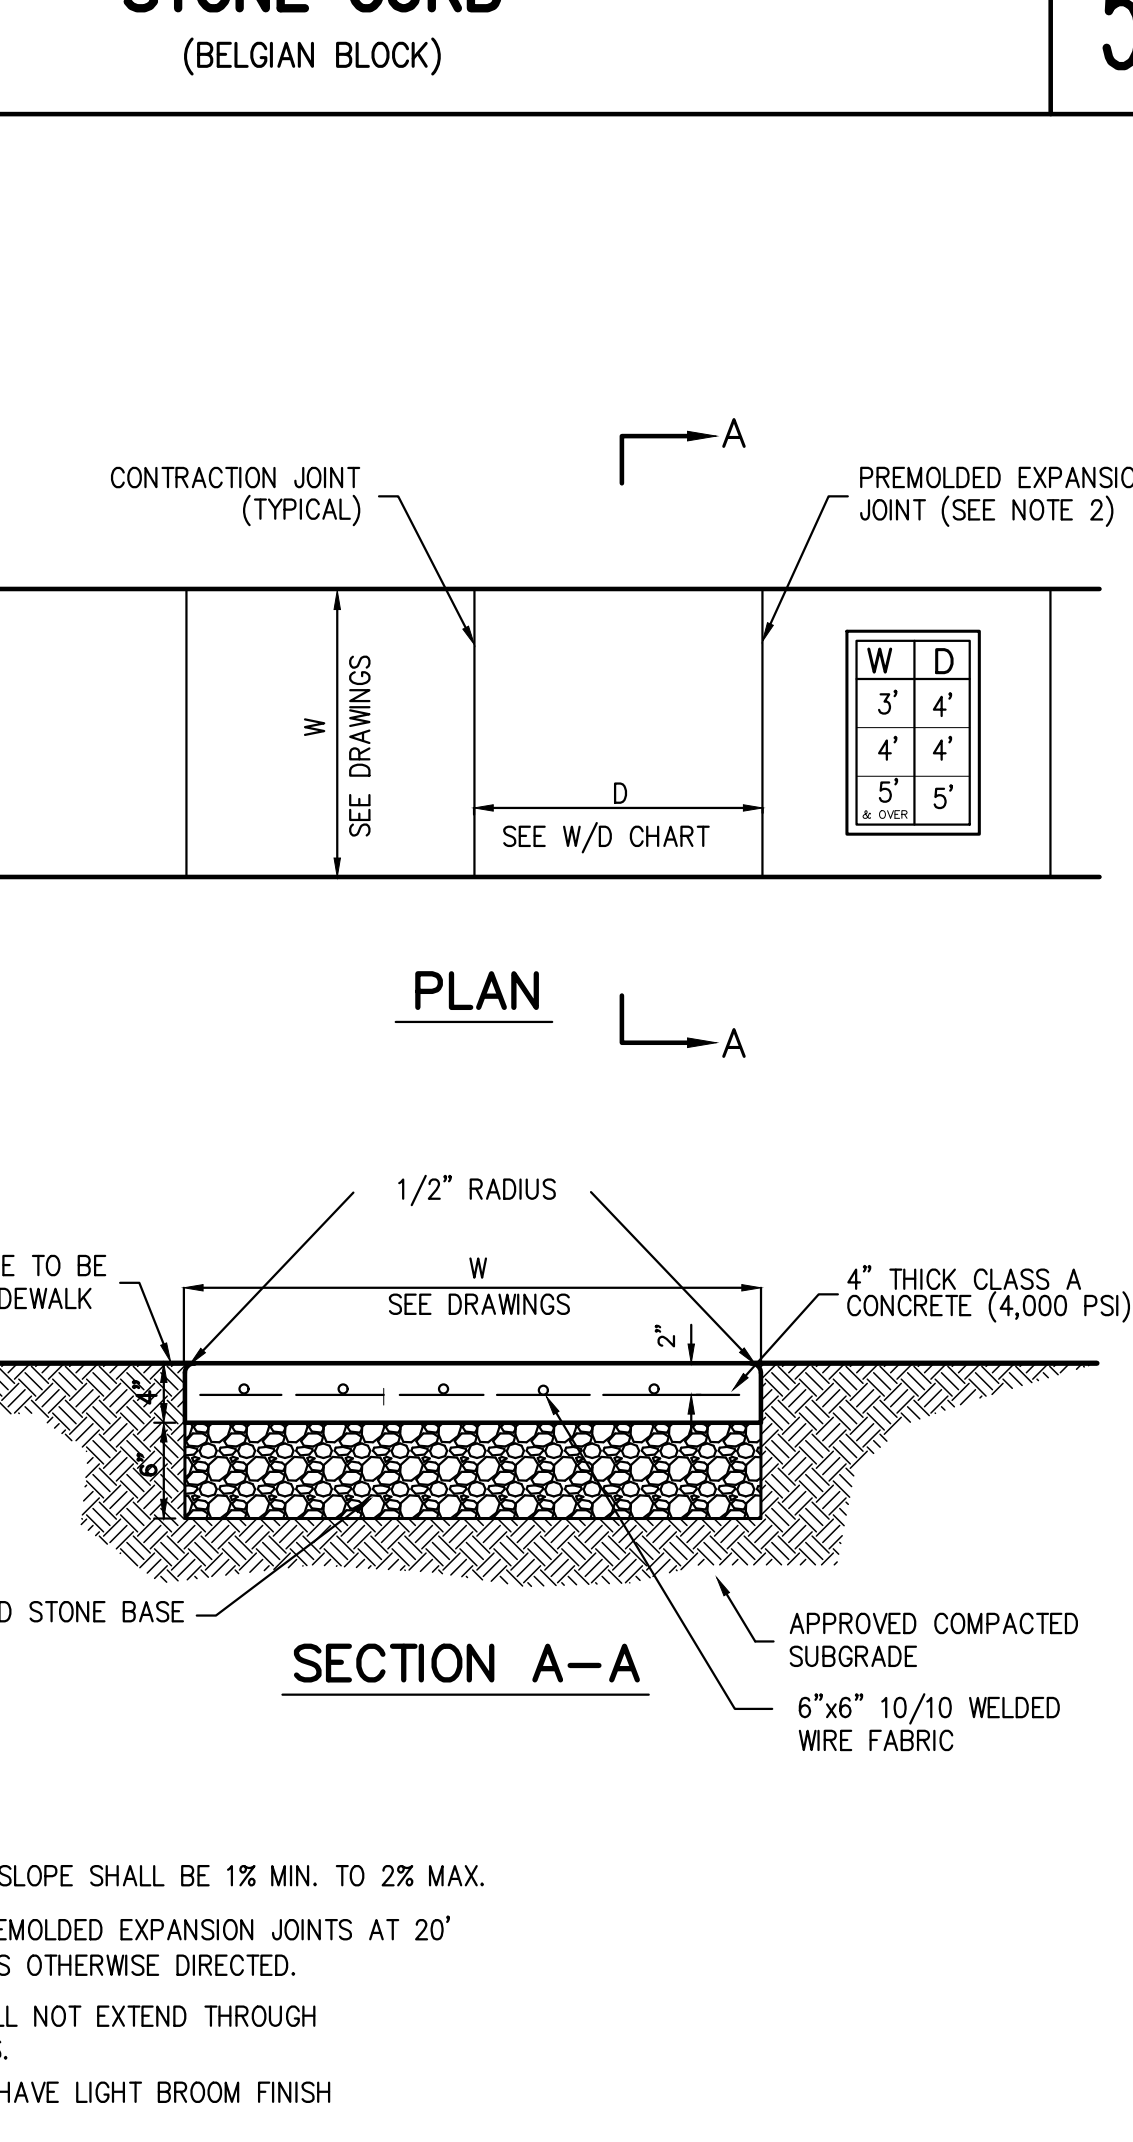 STONE CURB
(BELGIAN BLOCK)
5
A
CONTRACTION JOINT
(TYPICAL)
PREMOLDED EXPANSIO
JOINT (SEE NOTE 2)
W
SEE DRAWINGS
W D
3' 4'
4' 4'
5' 5'
& OVER
D
SEE W/D CHART
PLAN
A
1/2" RADIUS
E TO BE
DEWALK
W
SEE DRAWINGS
4" THICK CLASS A
CONCRETE (4,000 PSI)
2"
4"
6"
D STONE BASE
SECTION A-A
APPROVED COMPACTED
SUBGRADE
6"x6" 10/10 WELDED
WIRE FABRIC
SLOPE SHALL BE 1% MIN. TO 2% MAX.
EMOLDED EXPANSION JOINTS AT 20'
S OTHERWISE DIRECTED.
LL NOT EXTEND THROUGH
S.
HAVE LIGHT BROOM FINISH